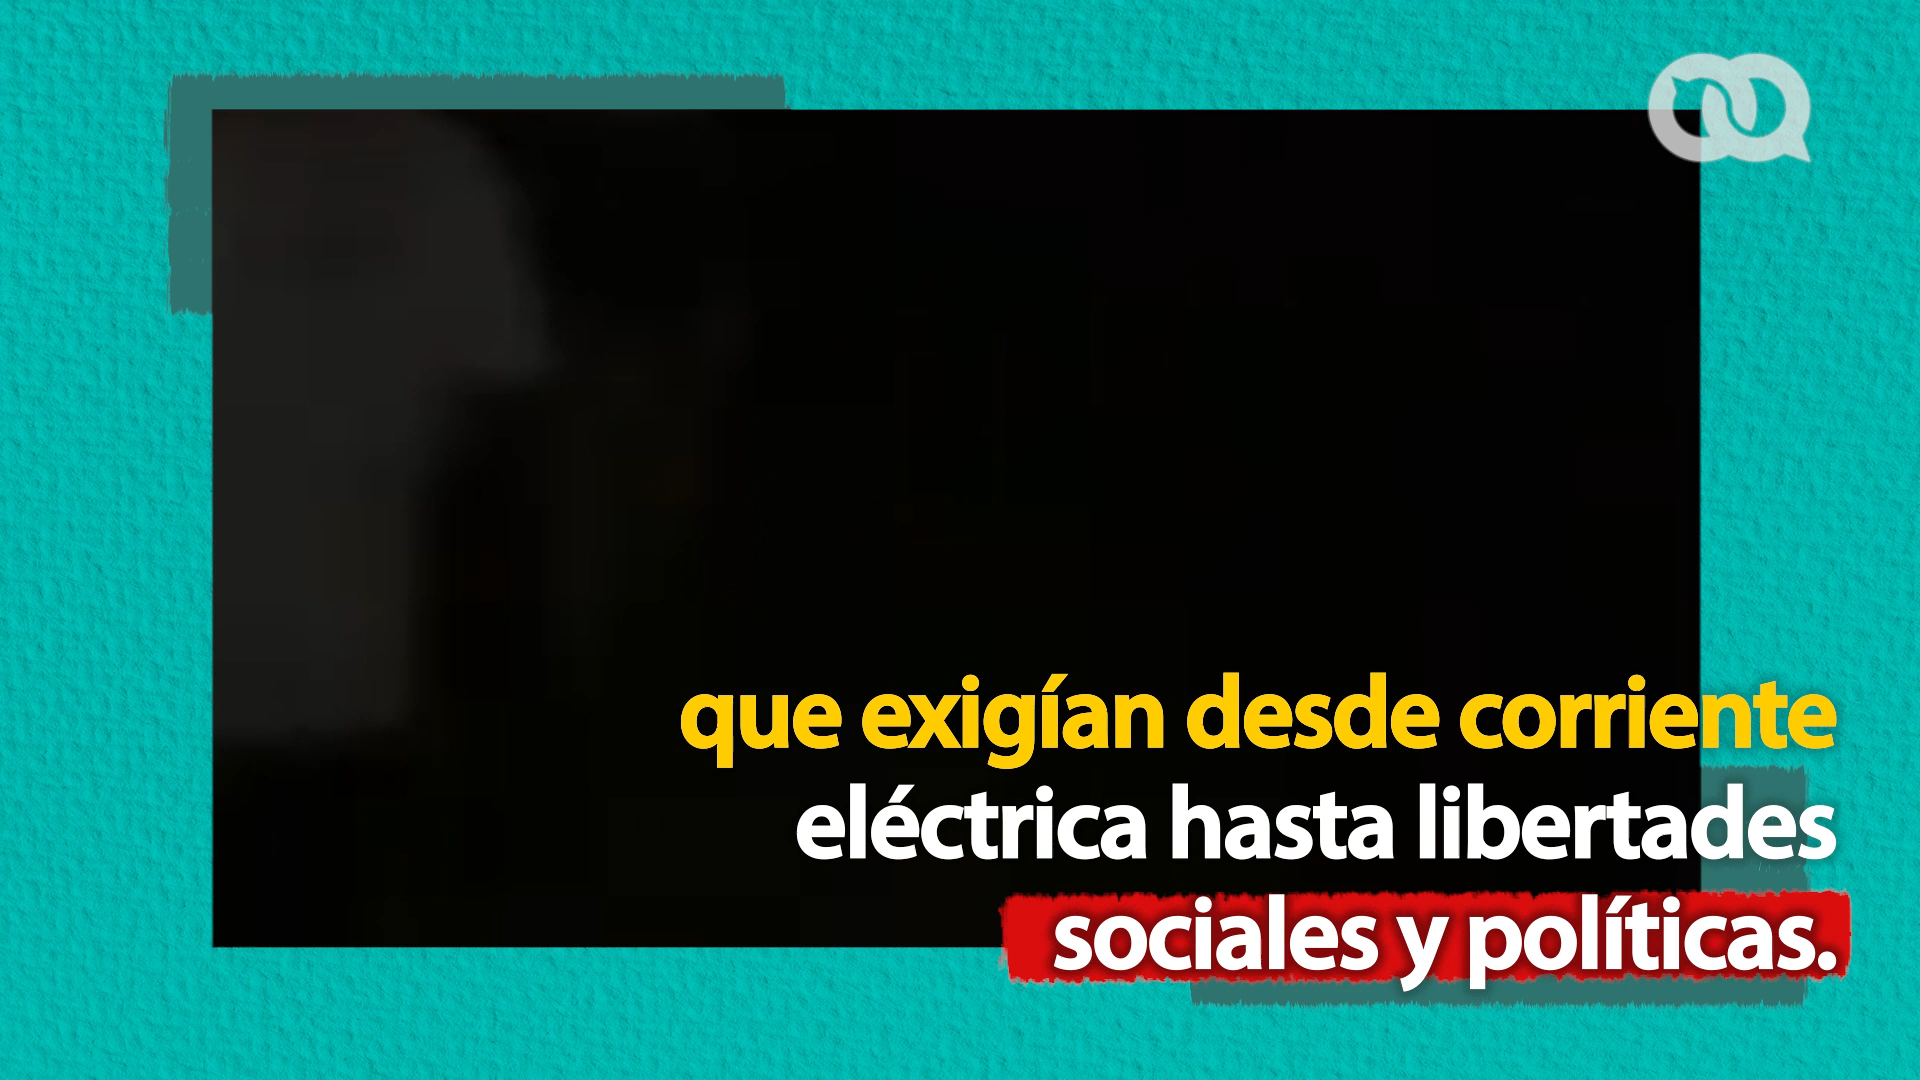 que exigían desde corriente
eléctrica hasta libertades
sociales y políticas.